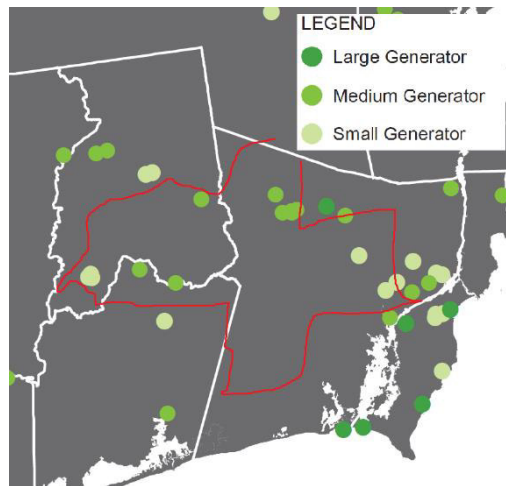 LEGEND
Large Generator
Medium Generator
Small Generator